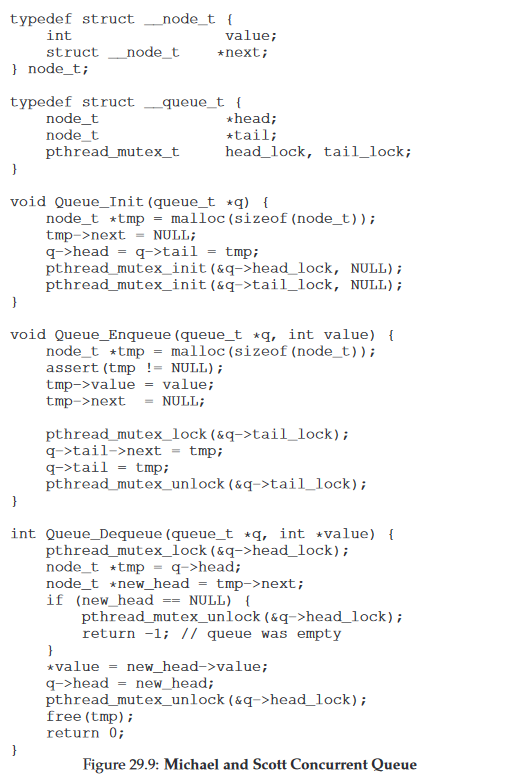 typedef struct __node_t {
    int                 value;
    struct __node_t    *next;
} node_t;

typedef struct __queue_t {
    node_t              *head;
    node_t              *tail;
    pthread_mutex_t     head_lock, tail_lock;
}

void Queue_Init(queue_t *q) {
    node_t *tmp = malloc(sizeof(node_t));
    tmp->next = NULL;
    q->head = q->tail = tmp;
    pthread_mutex_init(&q->head_lock, NULL);
    pthread_mutex_init(&q->tail_lock, NULL);
}

void Queue_Enqueue(queue_t *q, int value) {
    node_t *tmp = malloc(sizeof(node_t));
    assert(tmp != NULL);
    tmp->value = value;
    tmp->next  = NULL;

    pthread_mutex_lock(&q->tail_lock);
    q->tail->next = tmp;
    q->tail = tmp;
    pthread_mutex_unlock(&q->tail_lock);
}

int Queue_Dequeue(queue_t *q, int *value) {
    pthread_mutex_lock(&q->head_lock);
    node_t *tmp = q->head;
    node_t *new_head = tmp->next;
    if (new_head == NULL) {
        pthread_mutex_unlock(&q->head_lock);
        return -1; // queue was empty
    }
    *value = new_head->value;
    q->head = new_head;
    pthread_mutex_unlock(&q->head_lock);
    free(tmp);
    return 0;
}
Figure 29.9: Michael and Scott Concurrent Queue